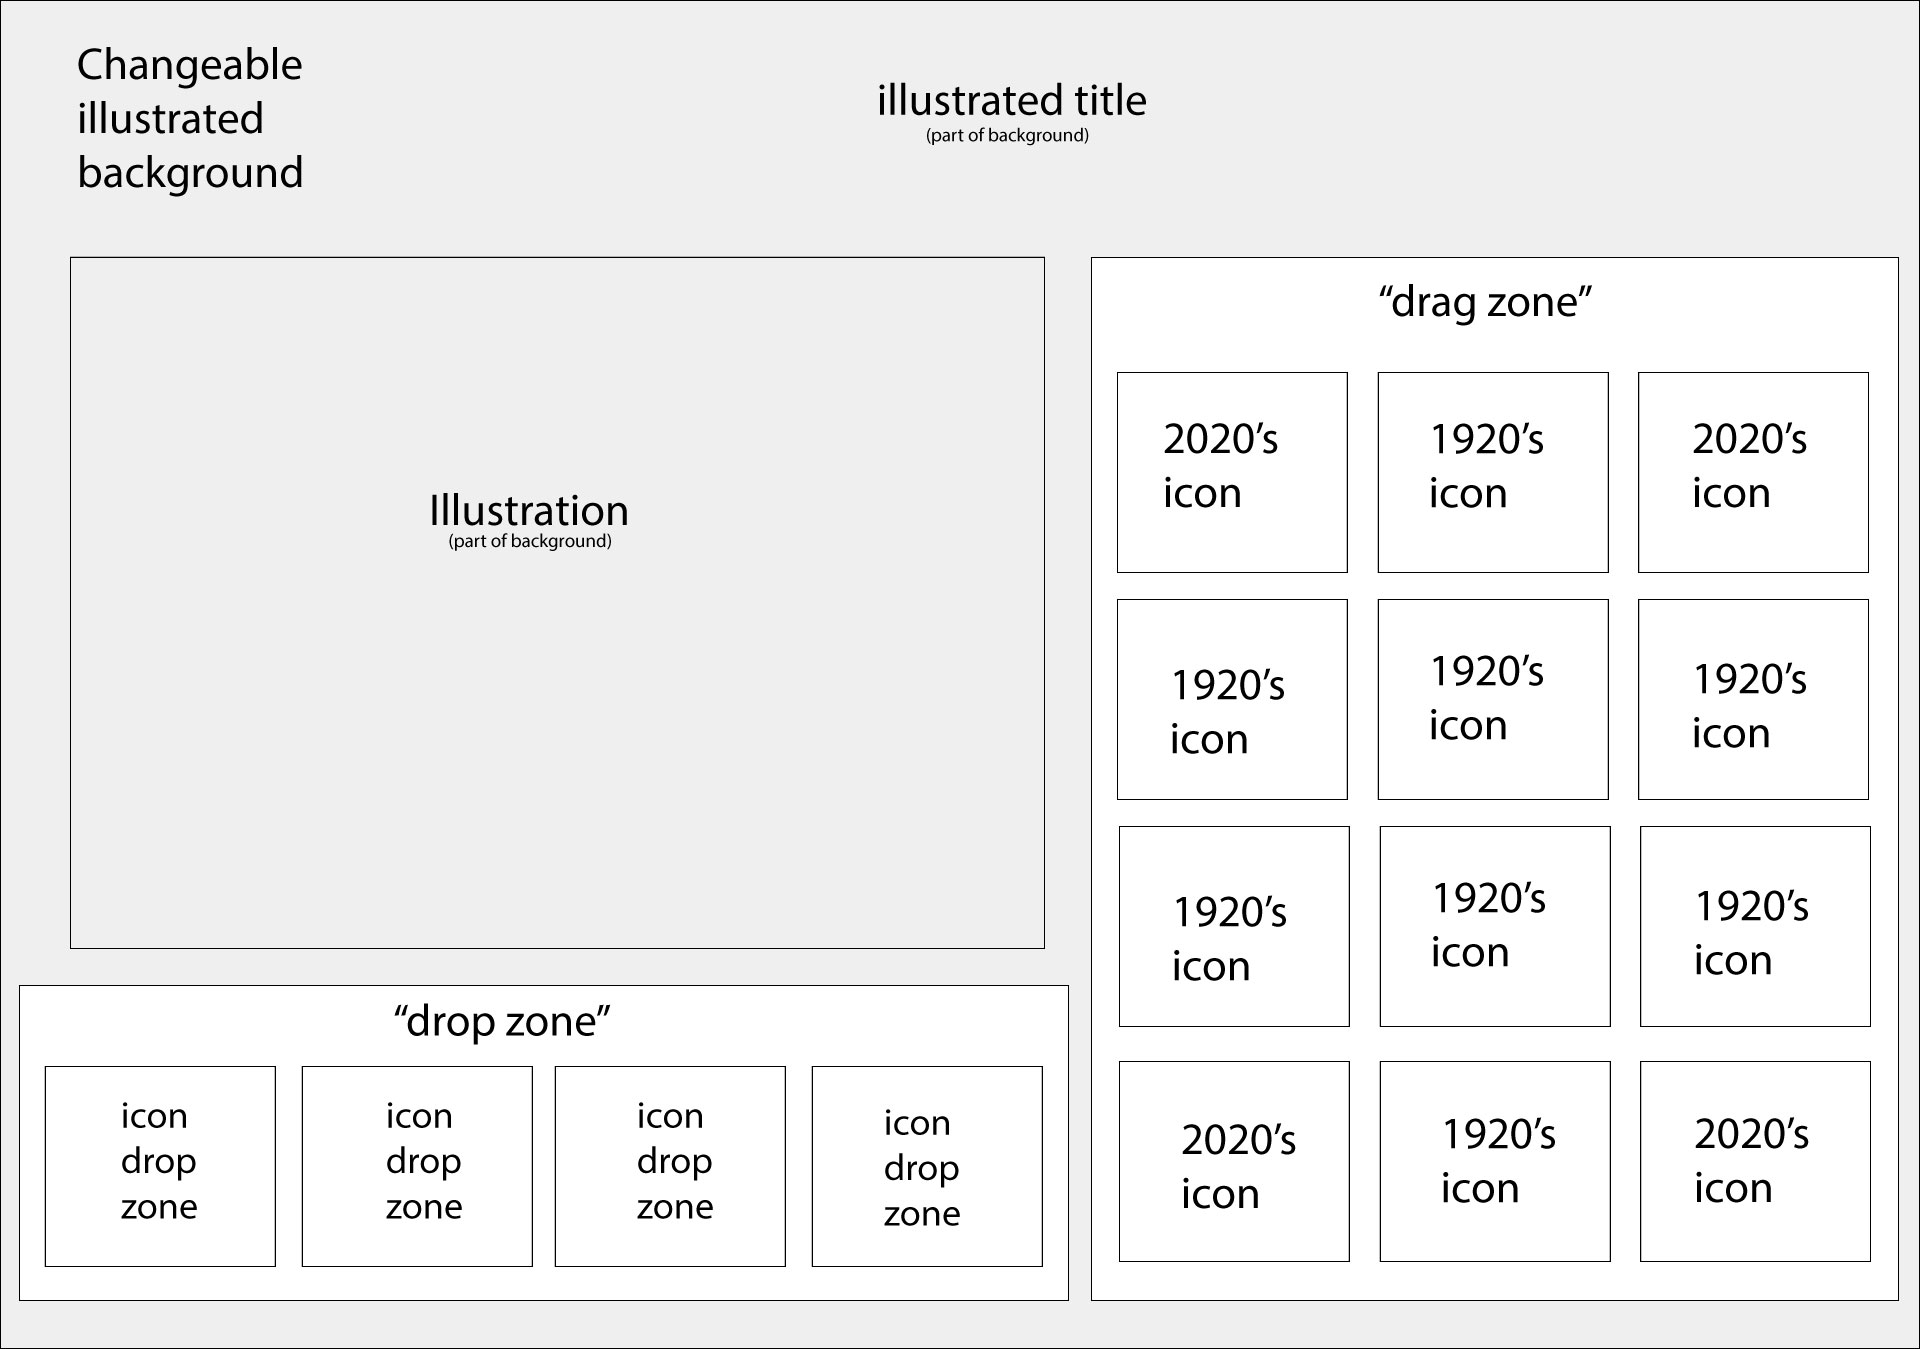 Changeable
illustrated
background
illustrated title
(part of background)
Illustration
(part of background)
“drag zone”
2020’s
icon
1920’s
icon
2020’s
icon
1920’s
icon
1920’s
icon
1920’s
icon
1920’s
icon
1920’s
icon
1920’s
icon
2020’s
icon
1920’s
icon
2020’s
icon
“drop zone”
icon
drop
zone
icon
drop
zone
icon
drop
zone
icon
drop
zone